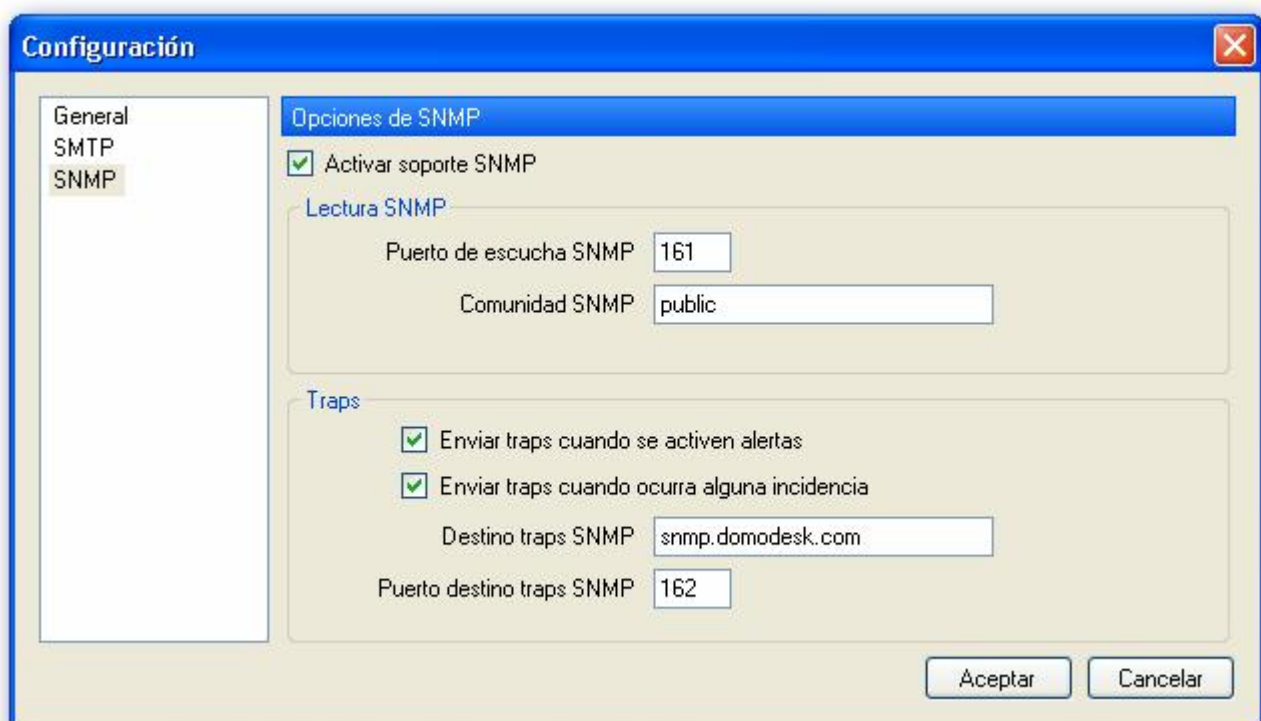 Configuración
General
SMTP
SNMP
Opciones de SNMP
Activar soporte SNMP
Lectura SNMP
Puerto de escucha SNMP 161
Comunidad SNMP public
Traps
Enviar traps cuando se activen alertas
Enviar traps cuando ocurra alguna incidencia
Destino traps SNMP snmp.domodesk.com
Puerto destino traps SNMP 162
Aceptar Cancelar